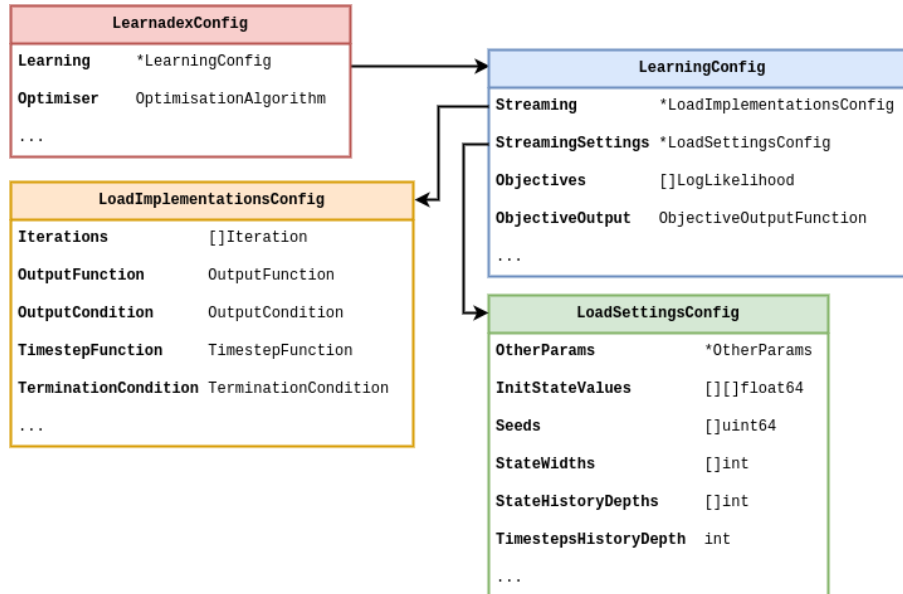 LearnadexConfig
Learning *LearningConfig
Optimiser OptimisationAlgorithm
...
LearningConfig
Streaming *LoadImplementationsConfig
StreamingSettings *LoadSettingsConfig
Objectives []LogLikelihood
ObjectiveOutput ObjectiveOutputFunction
...
LoadImplementationsConfig
Iterations []Iteration
OutputFunction OutputFunction
OutputCondition OutputCondition
TimestepFunction TimestepFunction
TerminationCondition TerminationCondition
...
LoadSettingsConfig
OtherParams *OtherParams
InitStateValues [][]float64
Seeds []uint64
StateWidths []int
StateHistoryDepths []int
TimestepsHistoryDepth int
...